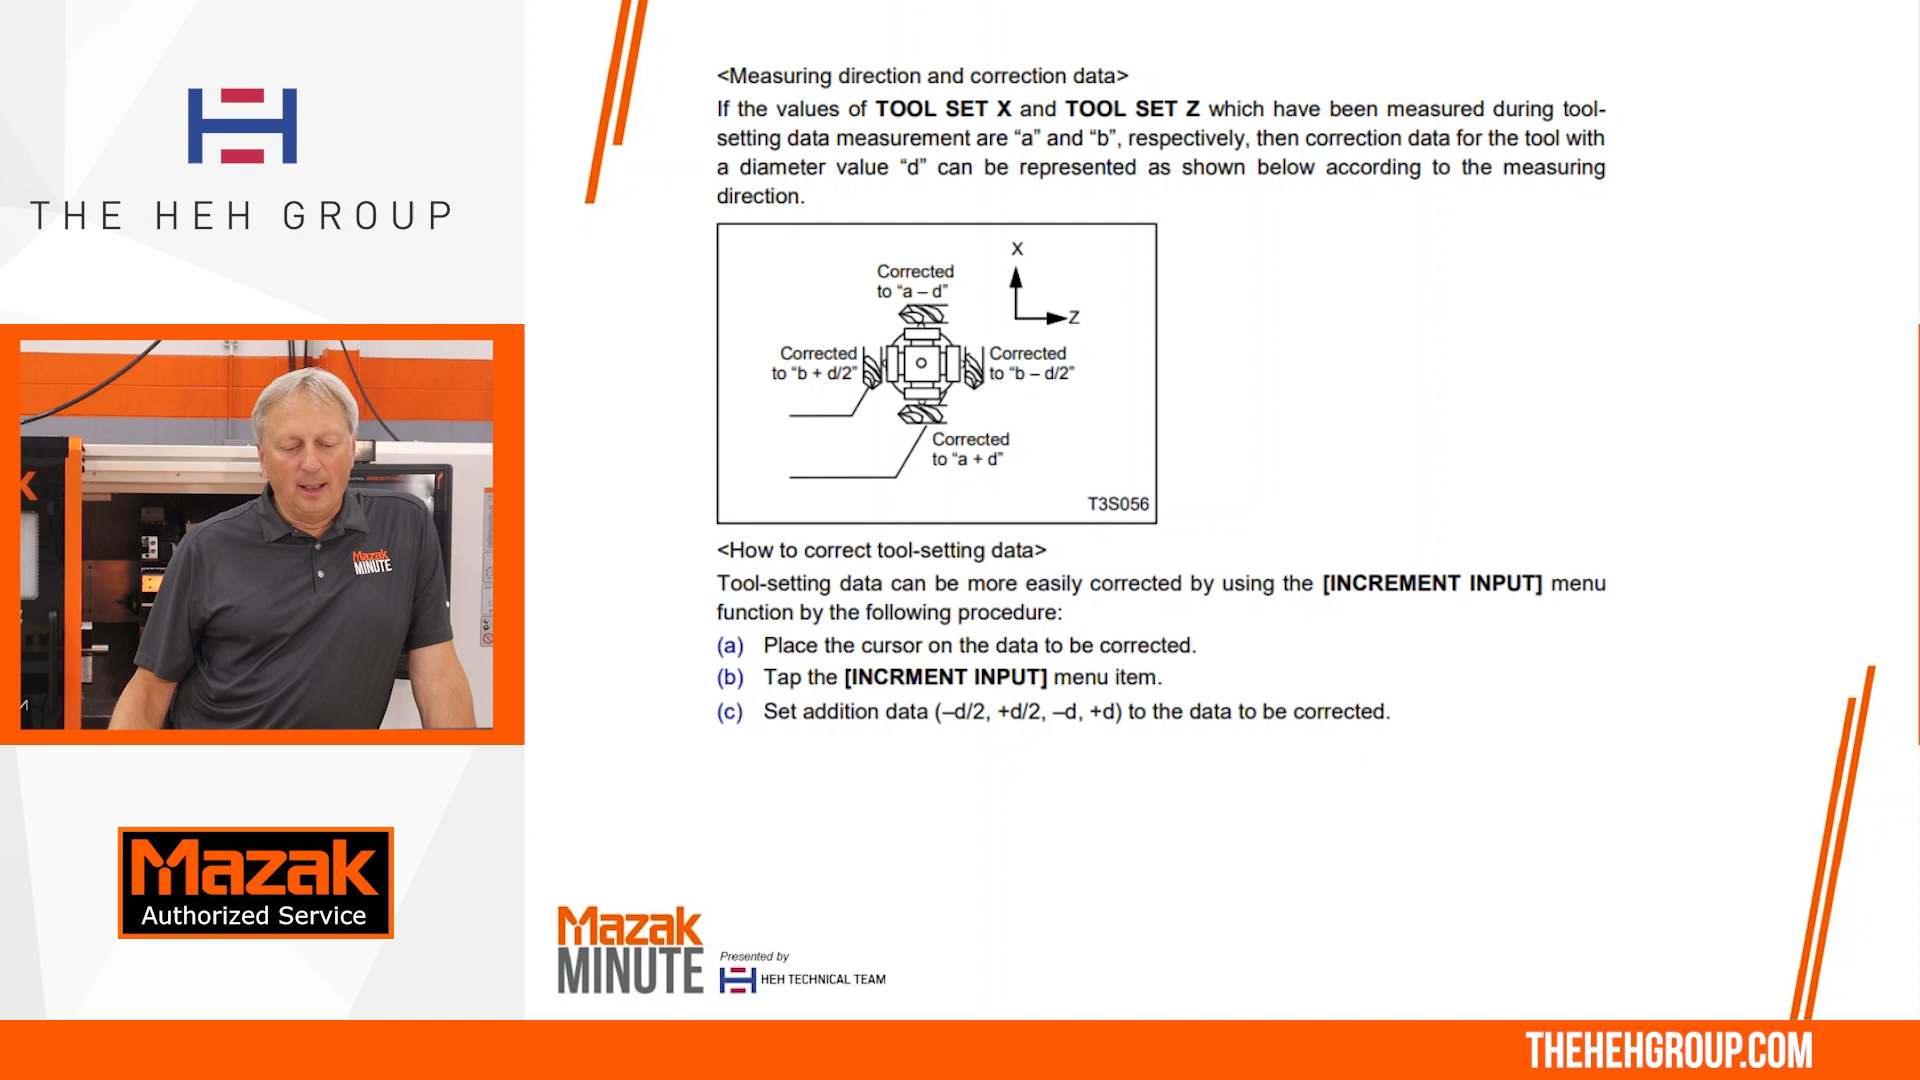 THE HEH GROUP
Mazak
MINUTE
Mazak
Authorized Service
<Measuring direction and correction data>
If the values of TOOL SET X and TOOL SET Z which have been measured during tool-
setting data measurement are “a” and “b”, respectively, then correction data for the tool with
a diameter value “d” can be represented as shown below according to the measuring
direction.
X
Corrected
to “a – d”
Z
Corrected
to “b + d/2”
Corrected
to “b – d/2”
Corrected
to “a + d”
T3S056
<How to correct tool-setting data>
Tool-setting data can be more easily corrected by using the [INCREMENT INPUT] menu
function by the following procedure:
(a) Place the cursor on the data to be corrected.
(b) Tap the [INCRMENT INPUT] menu item.
(c) Set addition data (–d/2, +d/2, –d, +d) to the data to be corrected.
Mazak
MINUTE
Presented by
HEH TECHNICAL TEAM
THEHEHGROUP.COM